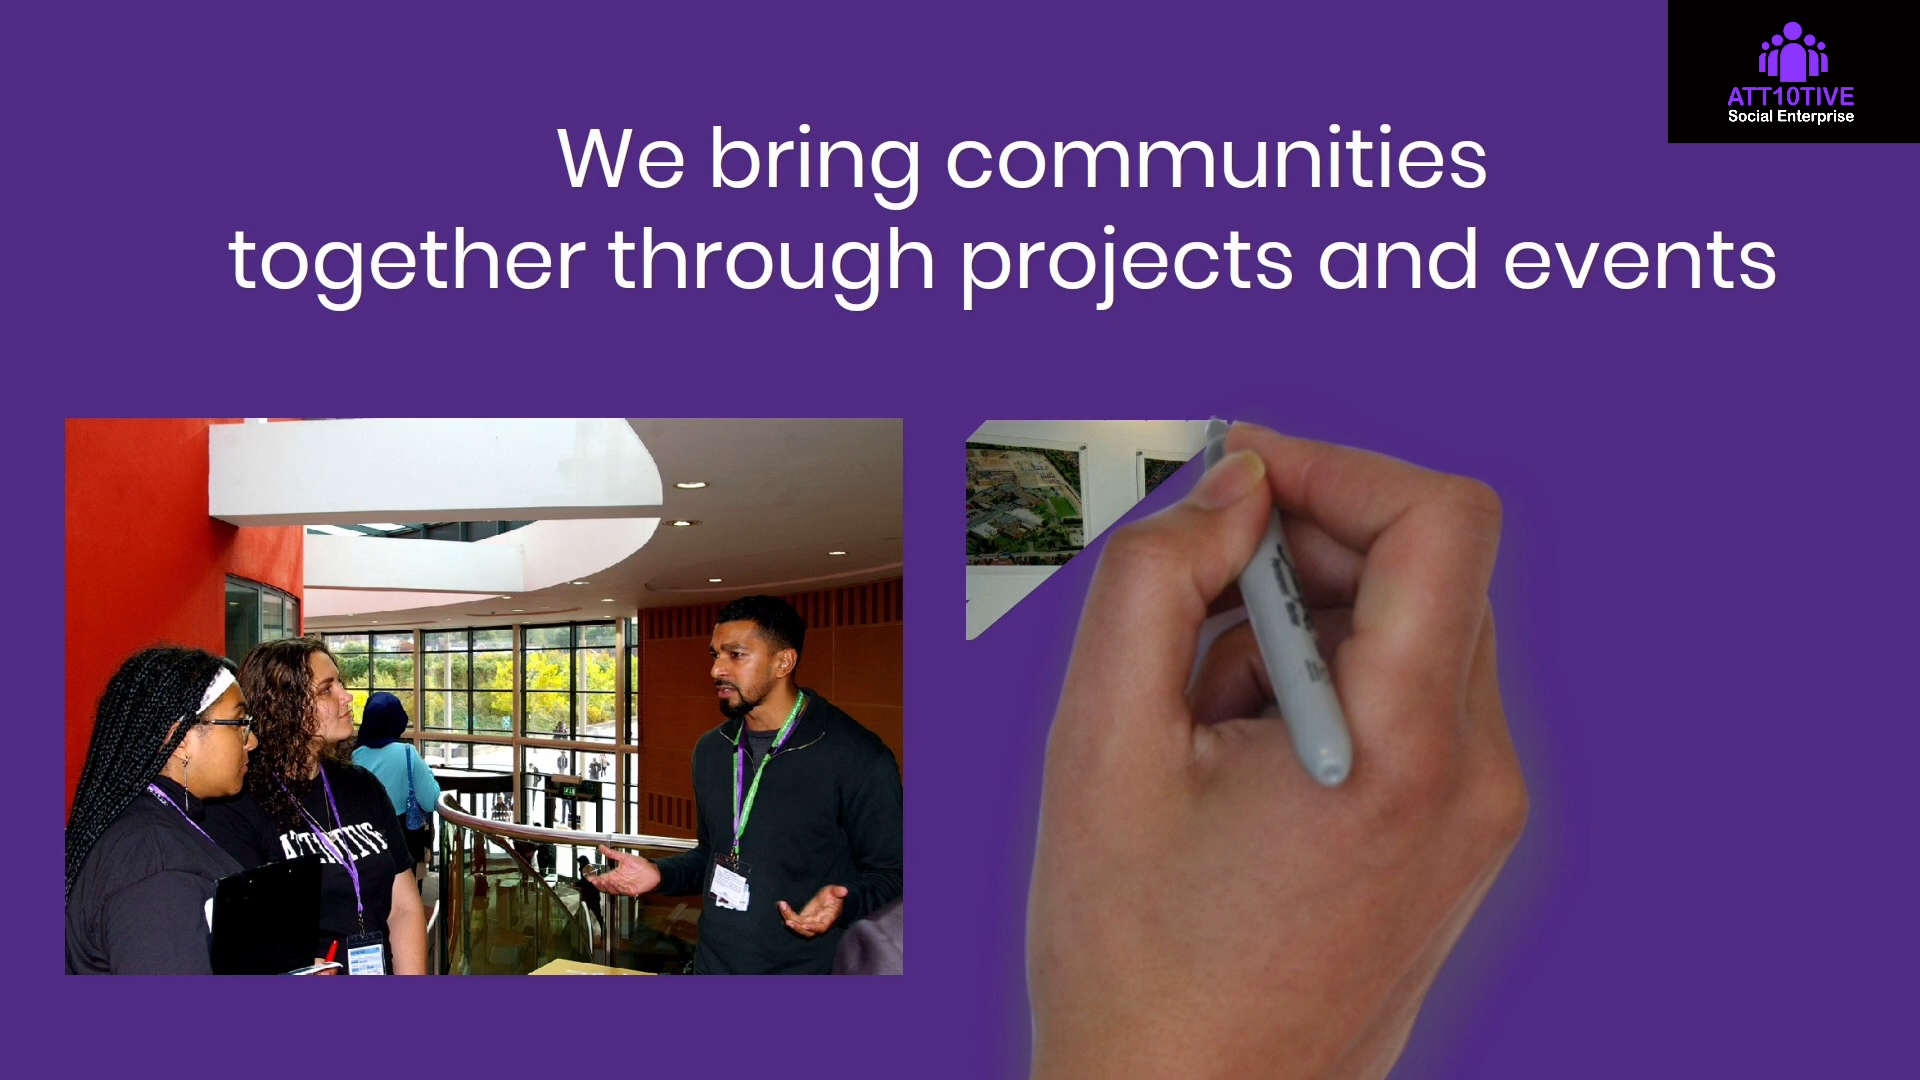 ATT10TIVE
Social Enterprise
We bring communities
together through projects and events